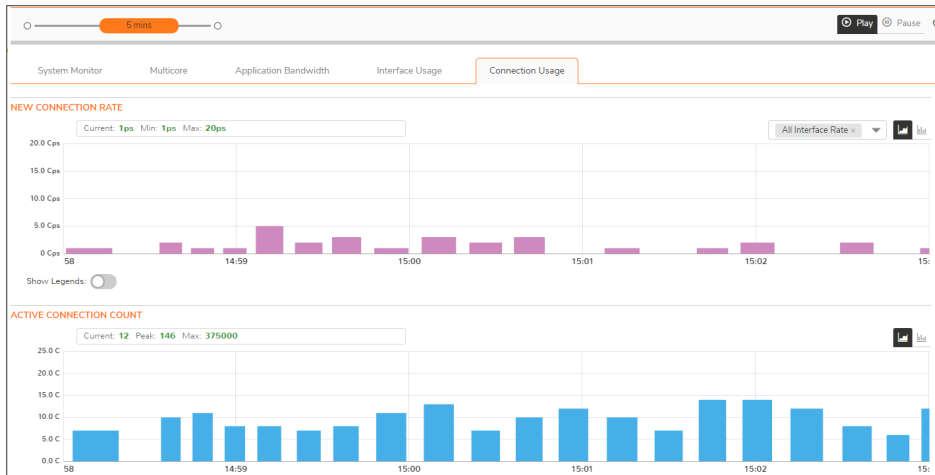 5 mins
Play Pause
System Monitor Multicore Application Bandwidth Interface Usage Connection Usage
NEW CONNECTION RATE
Current: 1ps Min: 1ps Max: 20ps
All Interface Rate ×
20.0 Cps
15.0 Cps
10.0 Cps
5.0 Cps
0 Cps
58 14:59 15:00 15:01 15:02 15:
Show Legends:
ACTIVE CONNECTION COUNT
Current: 12 Peak: 146 Max: 375000
25.0 C
20.0 C
15.0 C
10.0 C
5.0 C
0.0 C
58 14:59 15:00 15:01 15:02 15: